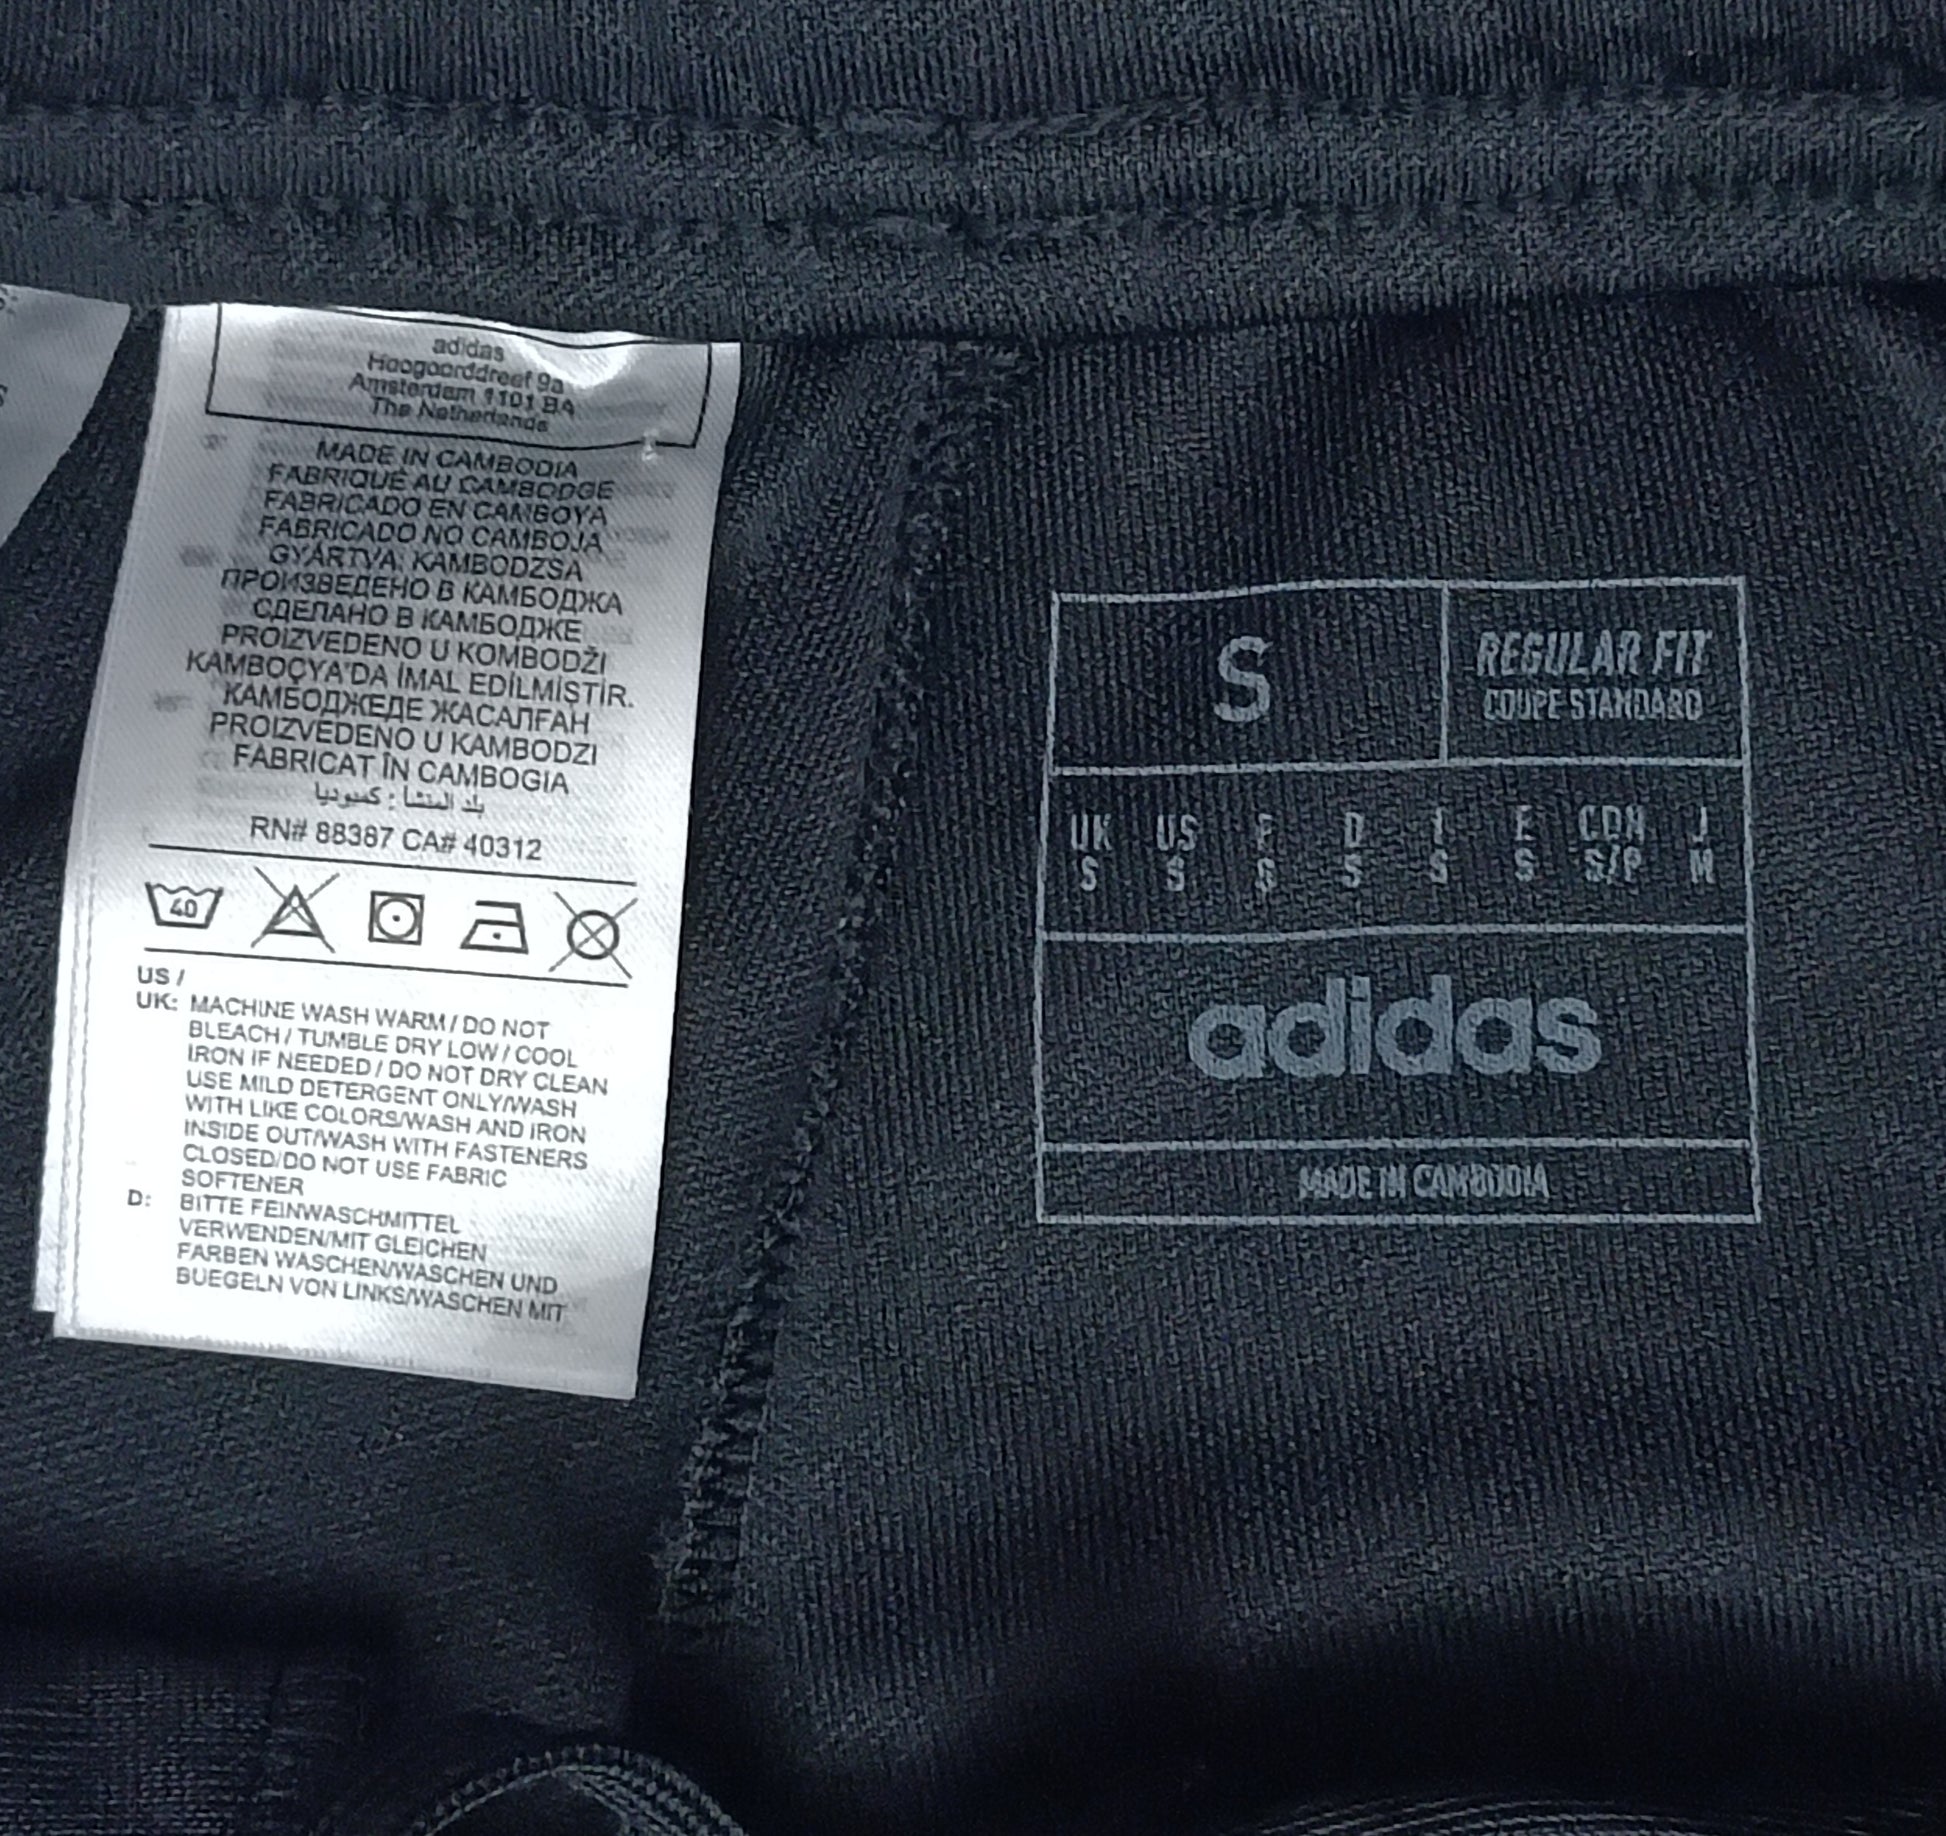 adidas
Hoogoorddreef 9a
Amsterdam 1101 BA
The Netherlands
MADE IN CAMBODIA
FABRIQUÉ AU CAMBODGE
FABRICADO EN CAMBOYA
FABRICADO NO CAMBOJA
GYÁRTVA: KAMBODZSA
ПРОИЗВЕДЕНО В КАМБОДЖА
СДЕЛАНО В КАМБОДЖЕ
PROIZVEDENO U KOMBODŽI
KAMBOÇYA'DA İMAL EDİLMİŞTİR.
КАМБОДЖЕДЕ ЖАСАЛҒАН
PROIZVEDENO U KAMBODZI
FABRICAT ÎN CAMBOGIA
بلد المنشأ : كمبوديا
RN# 88387 CA# 40312
40
US /
UK: MACHINE WASH WARM / DO NOT
BLEACH / TUMBLE DRY LOW / COOL
IRON IF NEEDED / DO NOT DRY CLEAN
USE MILD DETERGENT ONLY/WASH
WITH LIKE COLORS/WASH AND IRON
INSIDE OUT/WASH WITH FASTENERS
CLOSED/DO NOT USE FABRIC
SOFTENER
D: BITTE FEINWASCHMITTEL
VERWENDEN/MIT GLEICHEN
FARBEN WASCHEN/WASCHEN UND
BUEGELN VON LINKS/WASCHEN MIT
S
REGULAR FIT
COUPE STANDARD
UK US F D I E CDN J
S S S S S S S/P M
adidas
MADE IN CAMBODIA